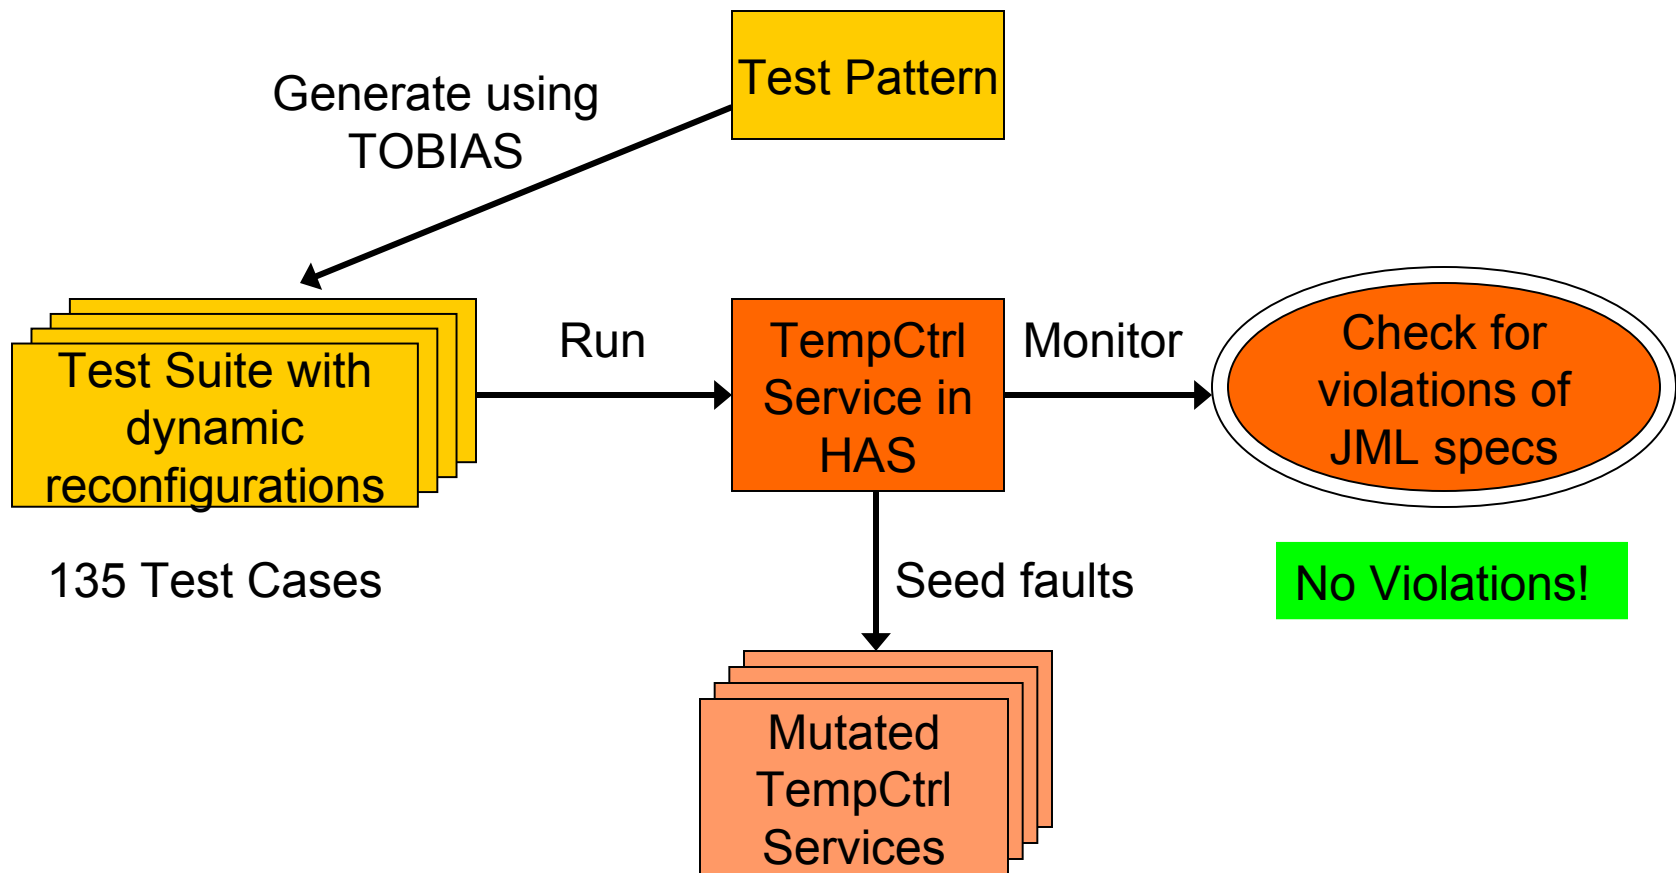 Test Pattern
Generate using
TOBIAS
Test Suite with
dynamic
reconfigurations
Run
TempCtrl
Service in
HAS
Monitor
Check for
violations of
JML specs
135 Test Cases
Seed faults
No Violations!
Mutated
TempCtrl
Services